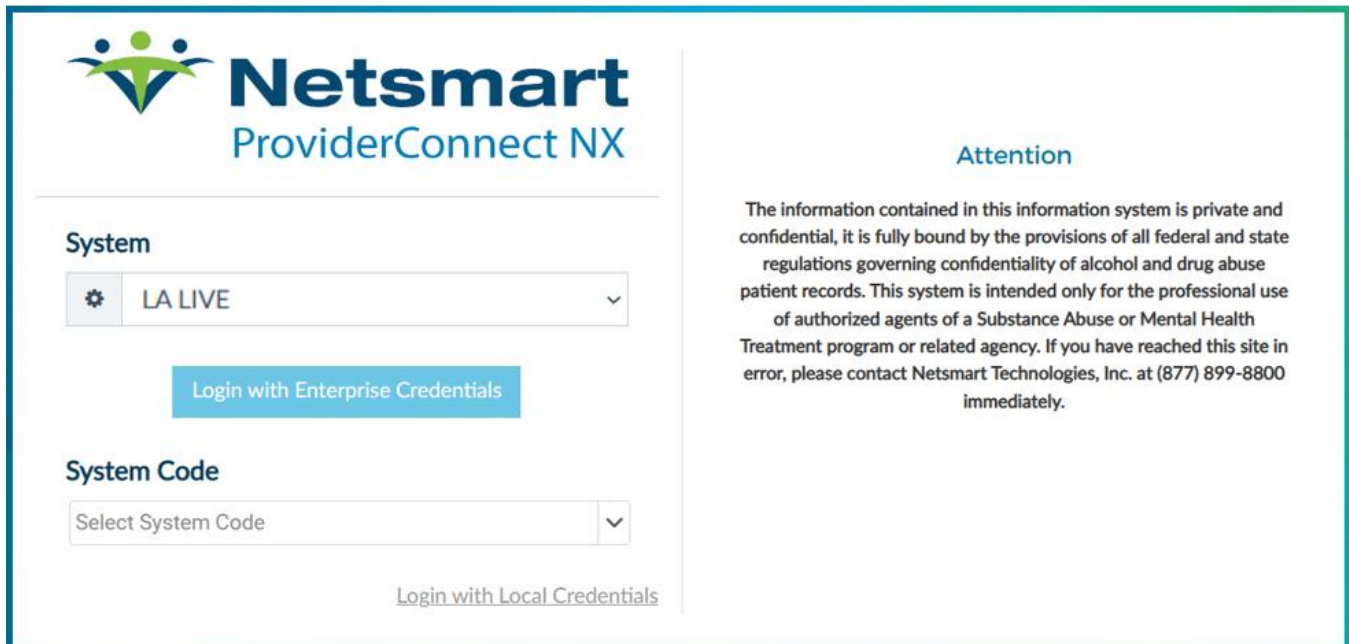 Netsmart
ProviderConnect NX
System
LA LIVE
Login with Enterprise Credentials
System Code
Select System Code
Login with Local Credentials
Attention
The information contained in this information system is private and
confidential, it is fully bound by the provisions of all federal and state
regulations governing confidentiality of alcohol and drug abuse
patient records. This system is intended only for the professional use
of authorized agents of a Substance Abuse or Mental Health
Treatment program or related agency. If you have reached this site in
error, please contact Netsmart Technologies, Inc. at (877) 899-8800
immediately.